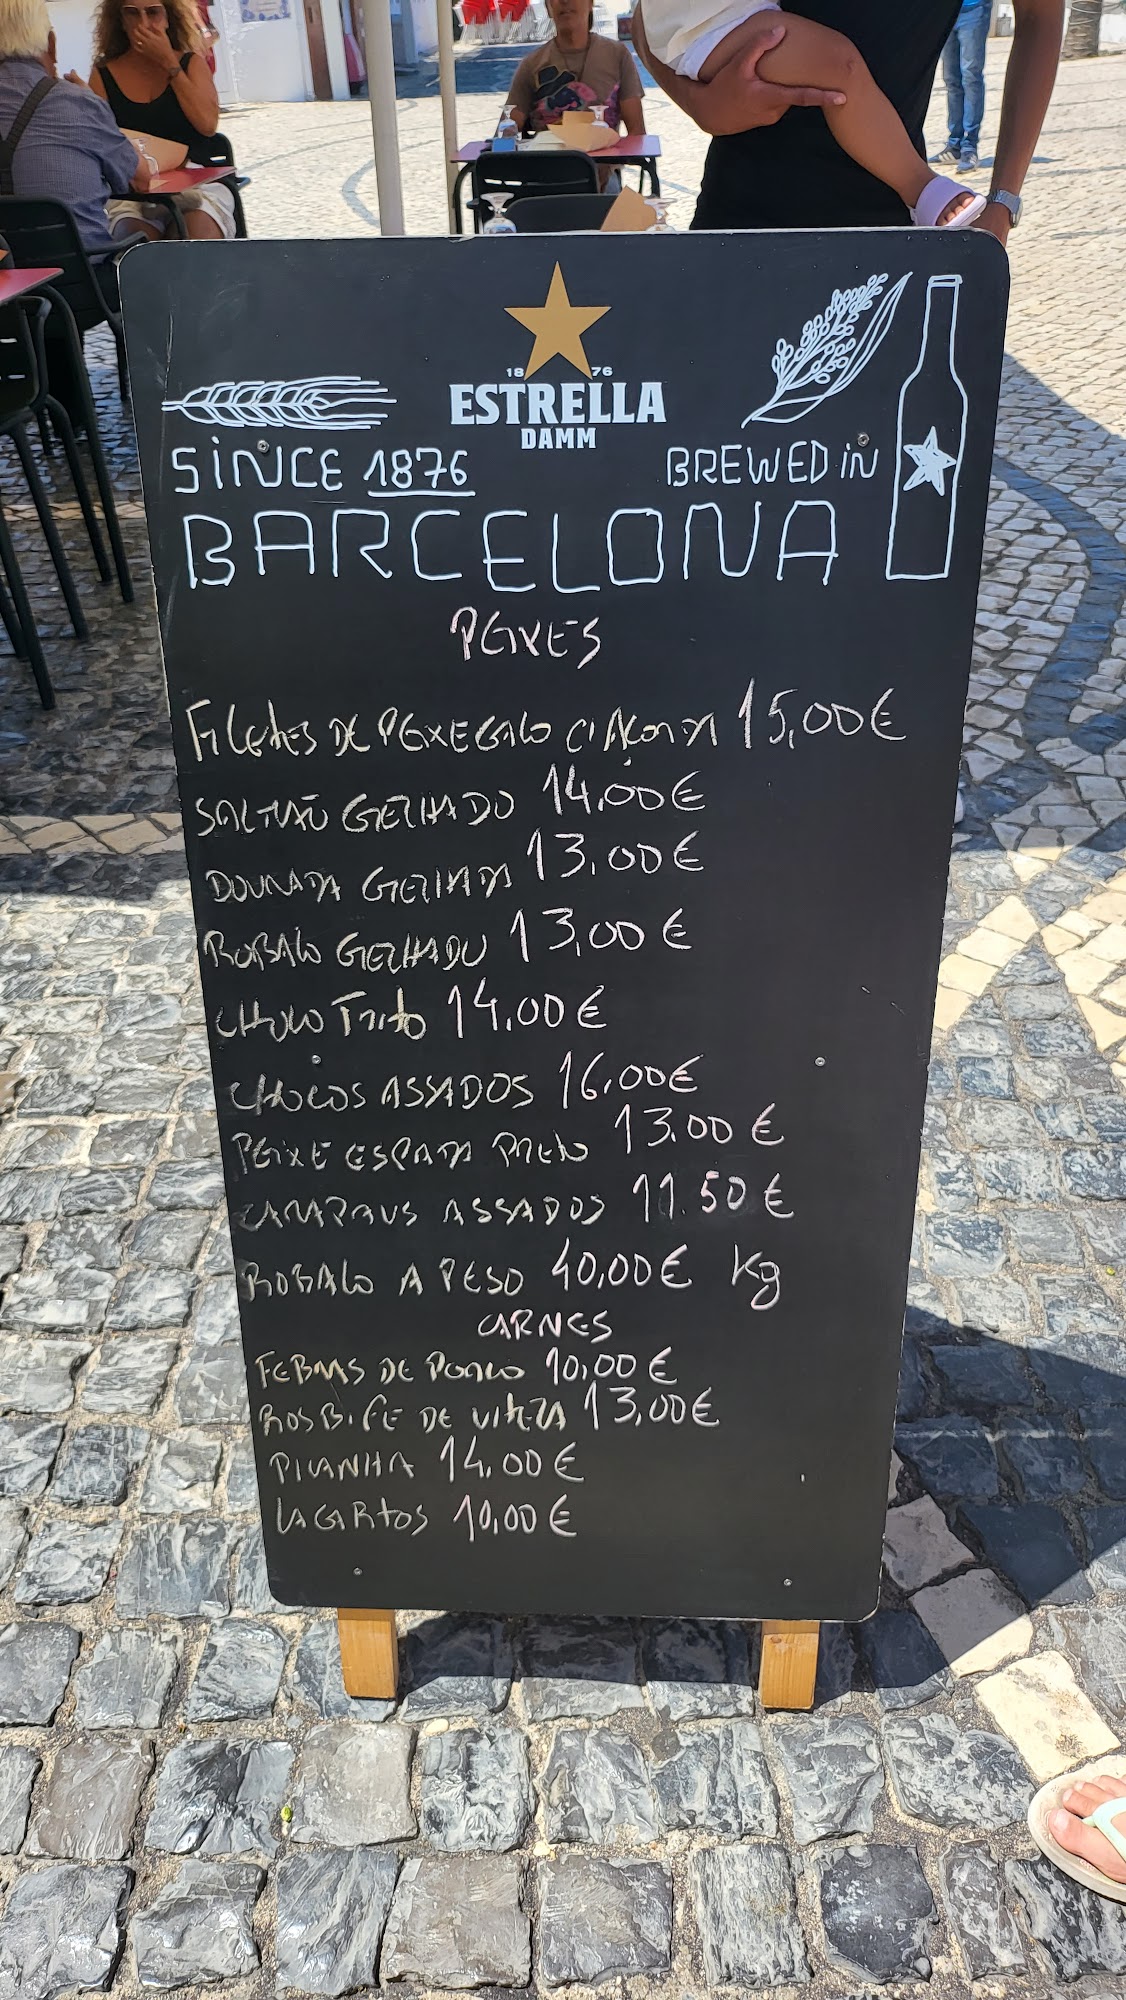 18 76
ESTRELLA
DAMM
SINCE 1876
BREWED IN
BARCELONA
PEIXES
FILETES DE PEIXE GALO C/ AÇORDA 15,00€
SALMÃO GRELHADO 14,00€
DOURADA GRELHADA 13,00€
ROBALO GRELHADO 13,00€
CHOCO FRITO 14,00€
CHOCOS ASSADOS 16,00€
PEIXE ESPADA PRETO 13.00€
CARAPAUS ASSADOS 11.50€
ROBALO A PESO 40,00€ Kg
CARNES
FEBRAS DE PORCO 10,00€
ROSBIFE DE VITELA 13,00€
PICANHA 14,00€
LAGARTOS 10,00€